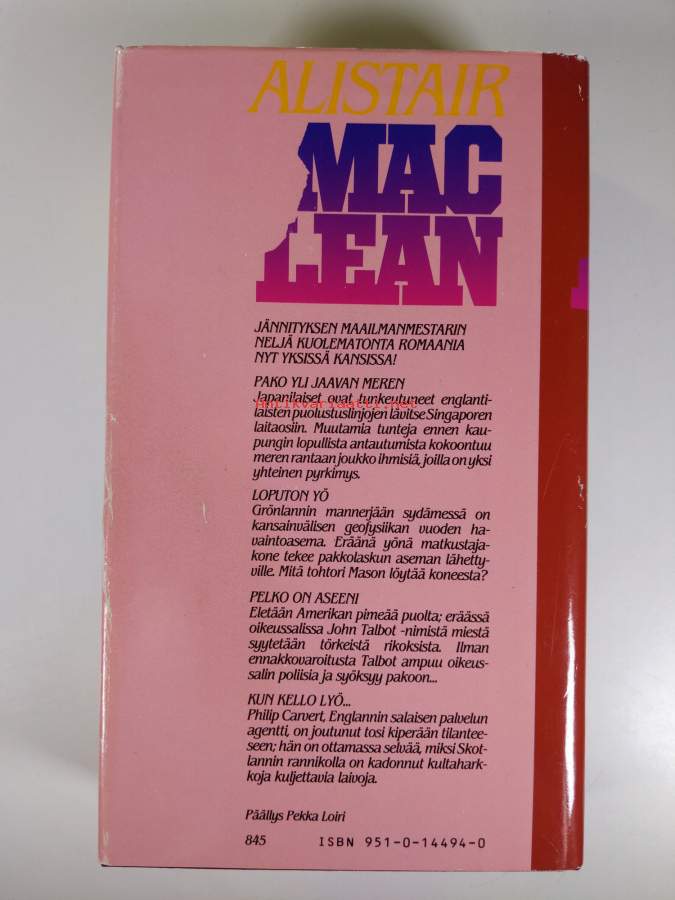 ALISTAIR
MAC
LEAN
JÄNNITYKSEN MAAILMANMESTARIN
NELJÄ KUOLEMATONTA ROMAANIA
NYT YKSISSÄ KANSISSA!
PAKO YLI JAAVAN MEREN
Japanilaiset ovat tunkeutuneet englanti-
antikvariaatti.net
laisten puolustuslinjojen lävitse Singaporen
laitaosiin. Muutamia tunteja ennen kau-
pungin lopullista antautumista kokoontuu
meren rantaan joukko ihmisiä, joilla on yksi
yhteinen pyrkimys.
LOPUTON YÖ
Grönlannin mannerjään sydämessä on
kansainvälisen geofysiikan vuoden ha-
vaintoasema. Eräänä yönä matkustaja-
kone tekee pakkolaskun aseman lähetty-
ville. Mitä tohtori Mason löytää koneesta?
PELKO ON ASEENI
Eletään Amerikan pimeää puolta; eräässä
oikeussalissa John Talbot -nimistä miestä
syytetään törkeistä rikoksista. Ilman
ennakkovaroitusta Talbot ampuu oikeus-
salin poliisia ja syöksyy pakoon...
KUN KELLO LYÖ...
Philip Carvert, Englannin salaisen palvelun
agentti, on joutunut tosi kiperään tilantee-
seen; hän on ottamassa selvää, miksi Skot-
lannin rannikolla on kadonnut kultahark-
koja kuljettavia laivoja.
Päällys Pekka Loiri
845 ISBN 951-0-14494-0